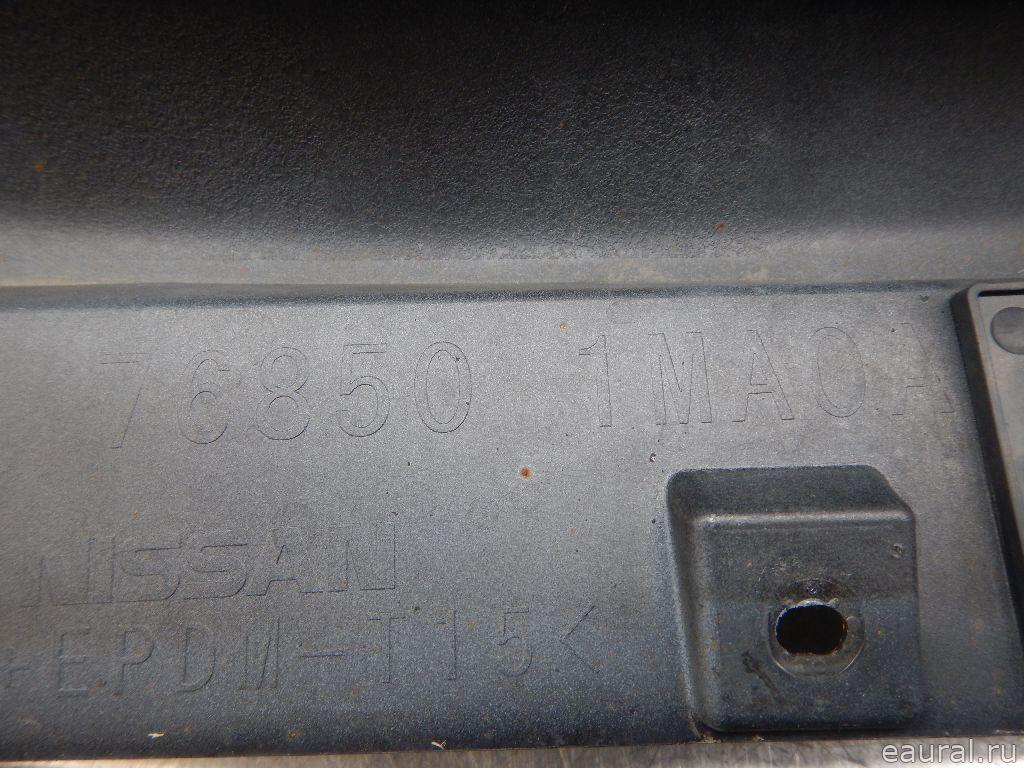 76850 1MA0A
NISSAN
+EPDM-T15<
eaural.ru